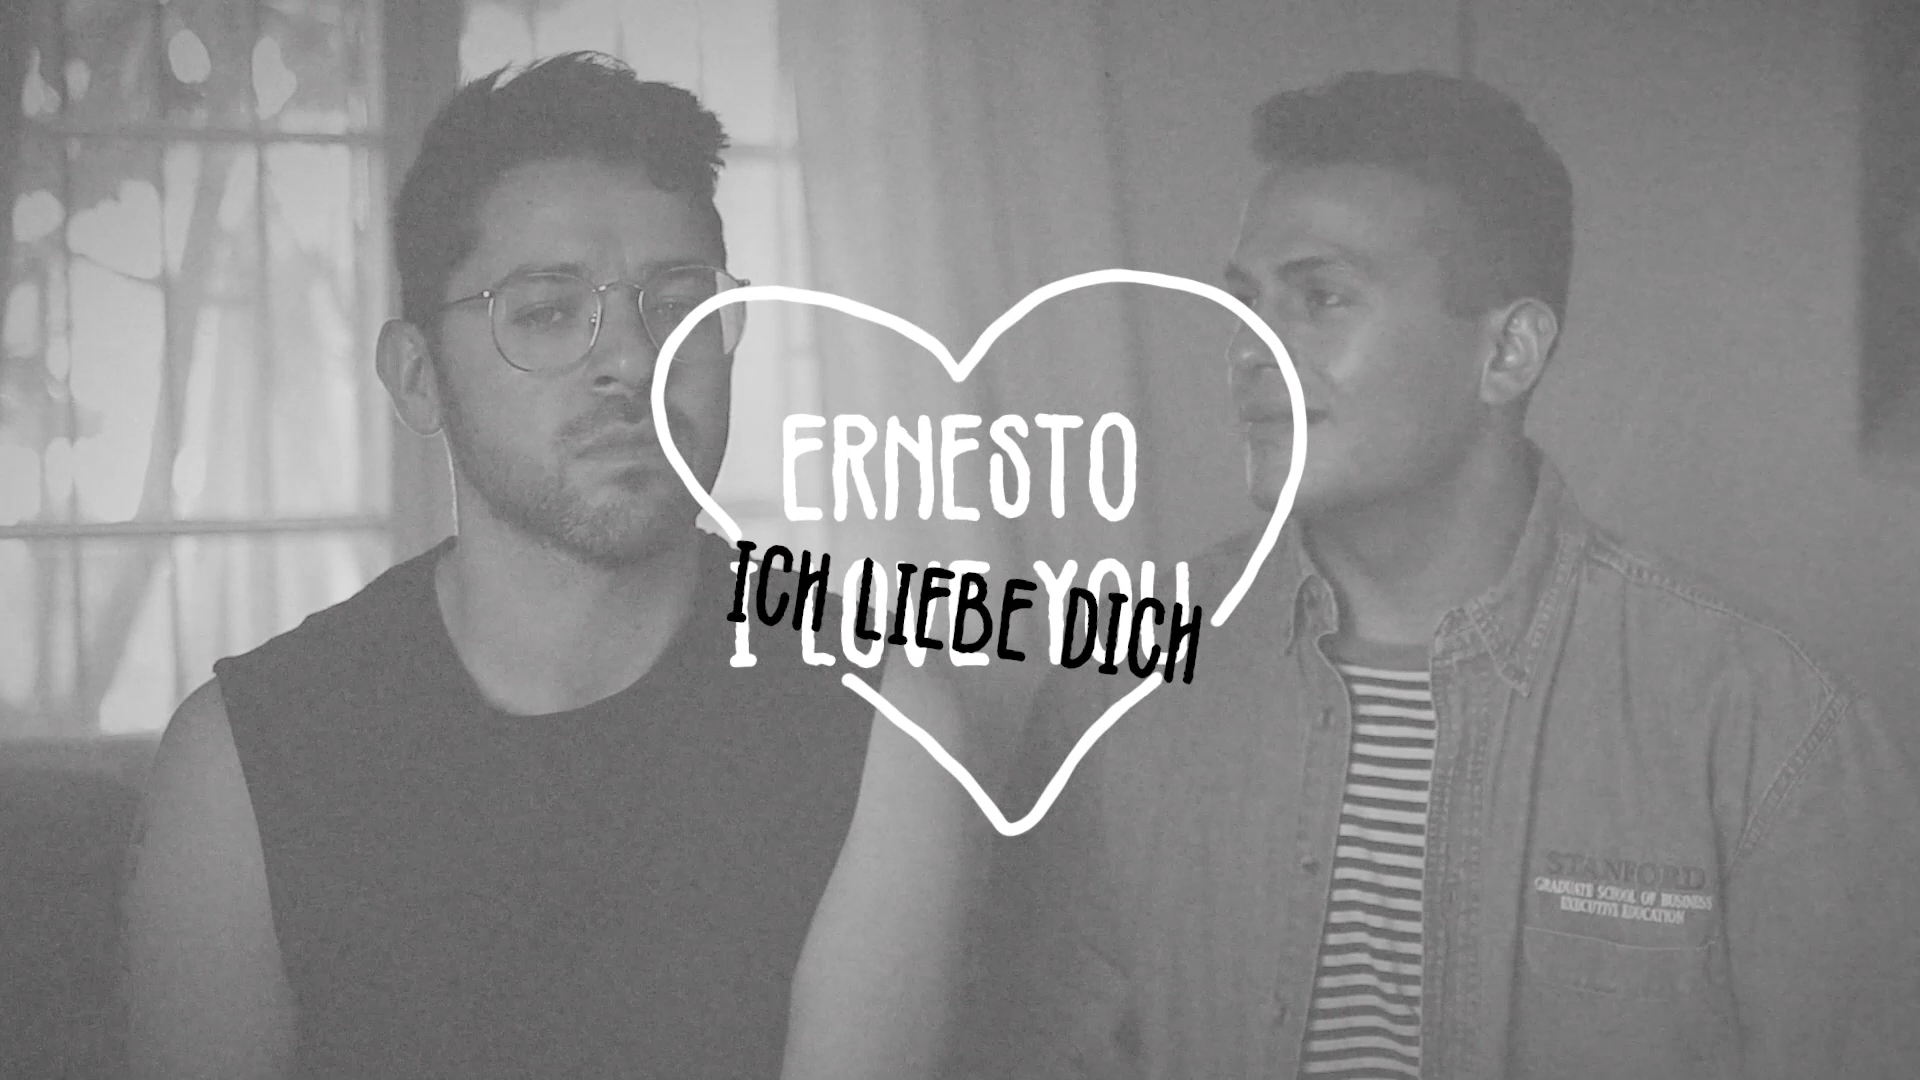 ERNESTO
I LOVE YOU
ICH LIEBE DICH
STANFORD
GRADUATE SCHOOL OF BUSINESS
EXECUTIVE EDUCATION